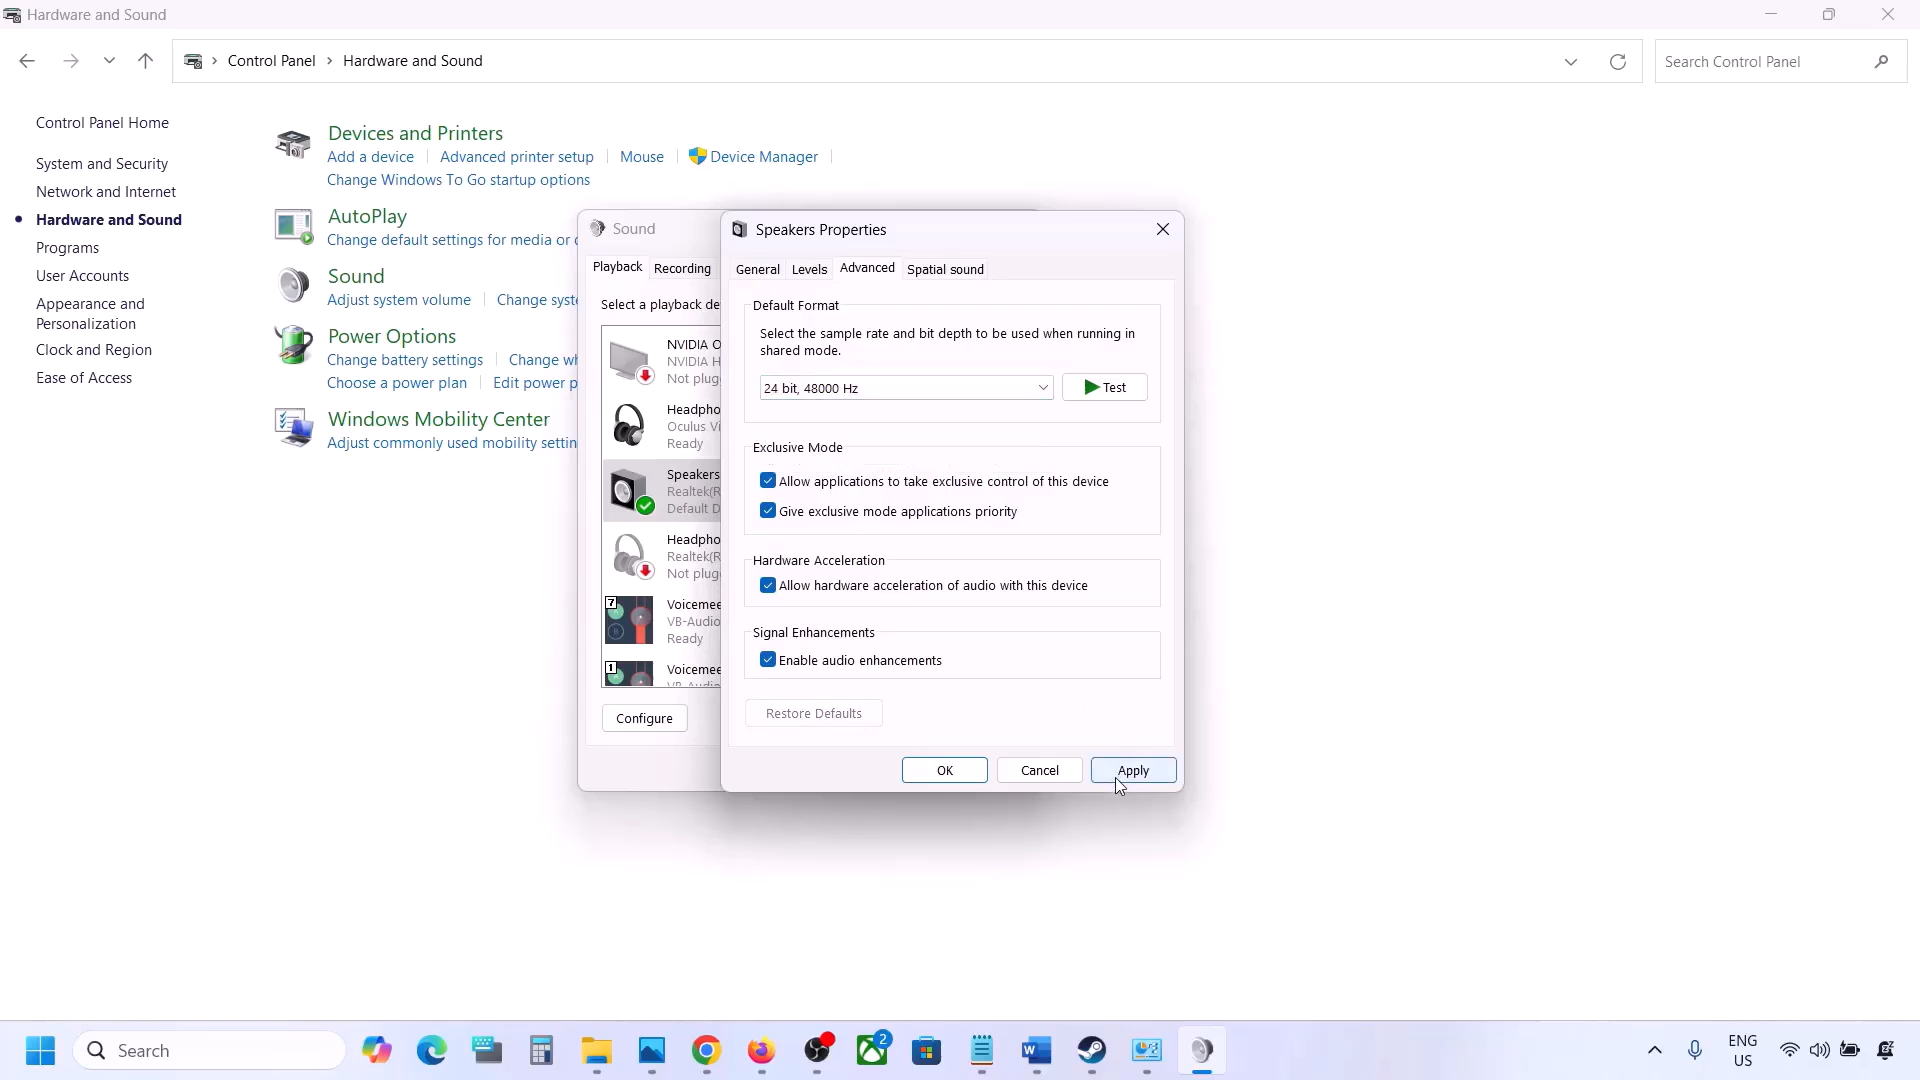 Hardware and Sound
Control Panel > Hardware and Sound
Search Control Panel
Control Panel Home
System and Security
Network and Internet
Hardware and Sound
Programs
User Accounts
Appearance and
Personalization
Clock and Region
Ease of Access
Devices and Printers
Add a device
Advanced printer setup
Mouse
Device Manager
Change Windows To Go startup options
AutoPlay
Change default settings for media or
Sound
Adjust system volume
Change syst
Power Options
Change battery settings
Change wh
Choose a power plan
Edit power p
Windows Mobility Center
Adjust commonly used mobility settin
Sound
Playback
Recording
Select a playback de
NVIDIA O
NVIDIA H
Not plug
Headpho
Oculus Vi
Ready
Speakers
Realtek(R
Default D
Headpho
Realtek(R
Not plug
7
Voicemee
VB-Audio
Ready
1
Voicemee
VB-Audio
Configure
Speakers Properties
General
Levels
Advanced
Spatial sound
Default Format
Select the sample rate and bit depth to be used when running in
shared mode.
24 bit, 48000 Hz
Test
Exclusive Mode
Allow applications to take exclusive control of this device
Give exclusive mode applications priority
Hardware Acceleration
Allow hardware acceleration of audio with this device
Signal Enhancements
Enable audio enhancements
Restore Defaults
OK
Cancel
Apply
Search
2
ENG
US